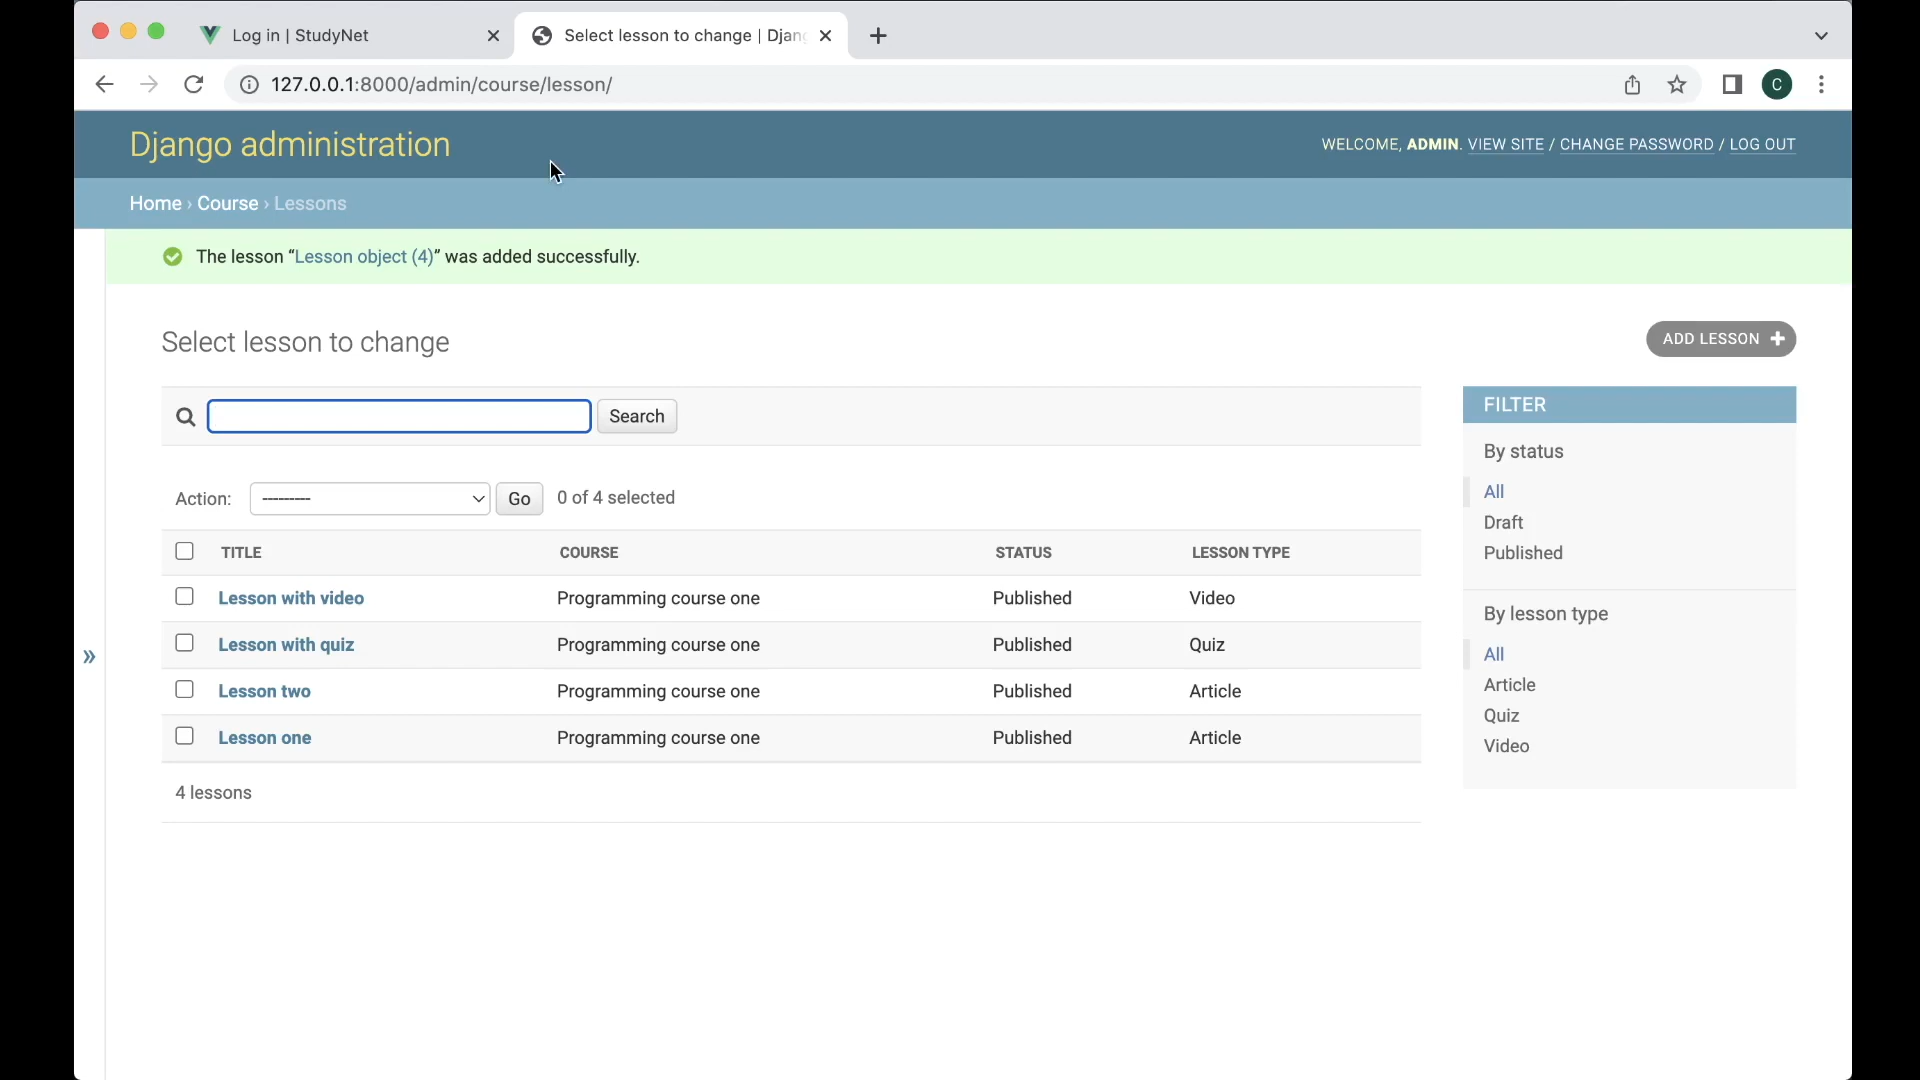 Log in | StudyNet
Select lesson to change | Djan
127.0.0.1:8000/admin/course/lesson/
C
Django administration
WELCOME, ADMIN. VIEW SITE / CHANGE PASSWORD / LOG OUT
Home › Course › Lessons
The lesson “Lesson object (4)” was added successfully.
Select lesson to change
ADD LESSON +
Search
Action: --------- Go 0 of 4 selected
TITLE COURSE STATUS LESSON TYPE
Lesson with video Programming course one Published Video
Lesson with quiz Programming course one Published Quiz
Lesson two Programming course one Published Article
Lesson one Programming course one Published Article
4 lessons
FILTER
By status
All
Draft
Published
By lesson type
All
Article
Quiz
Video
»